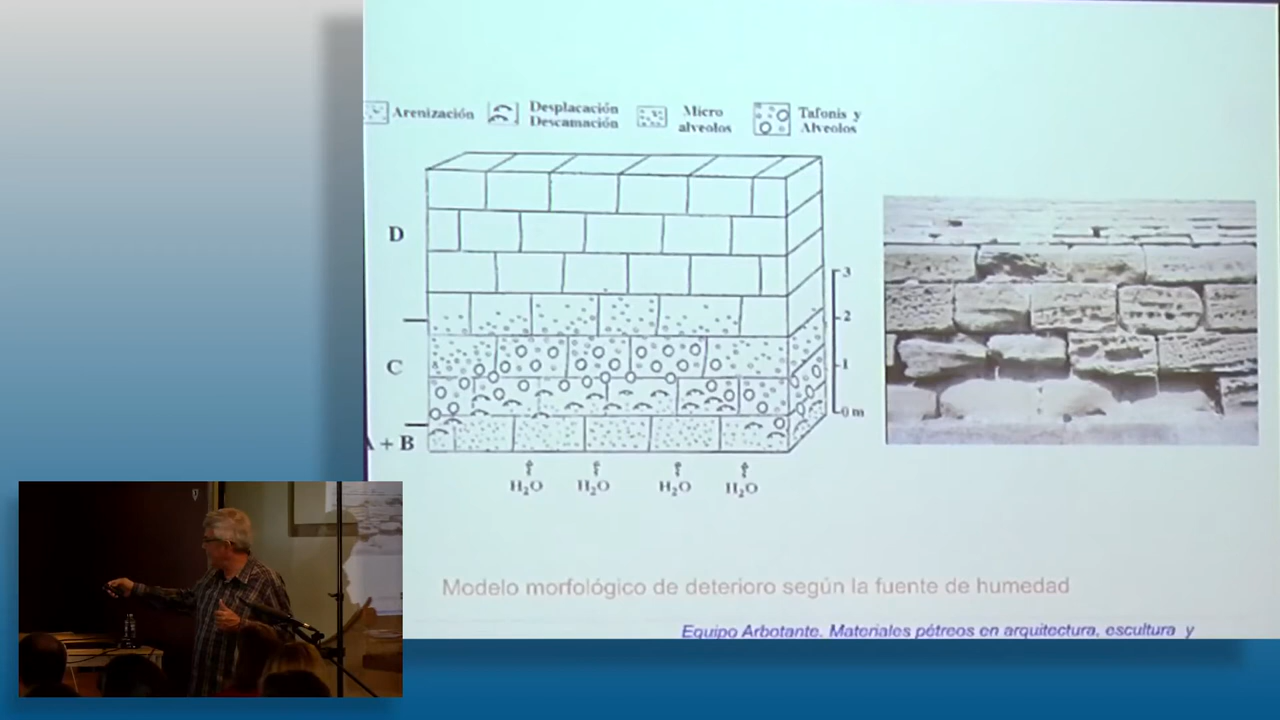 Arenización
Desplacación
Descamación
Micro
alveolos
Tafonis y
Alveolos
D
C
+ B
3
2
1
0 m
H₂O H₂O H₂O H₂O
Modelo morfológico de deterioro según la fuente de humedad
Equipo Arbotante. Materiales pétreos en arquitectura, escultura y